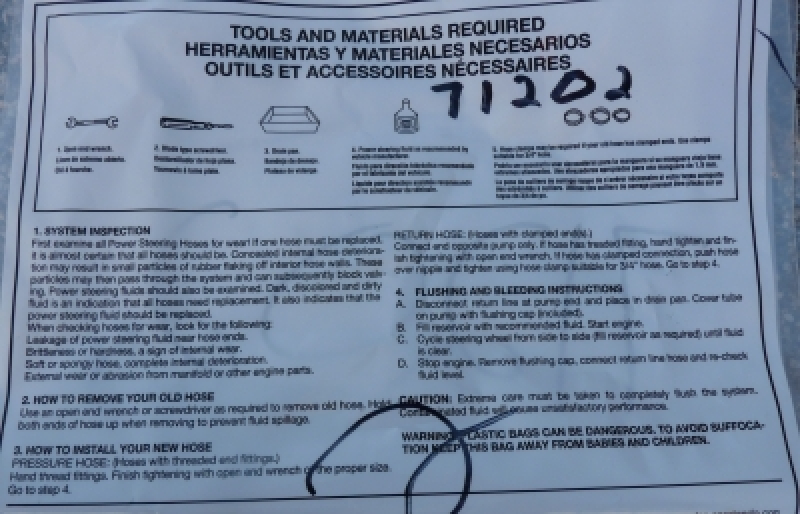 TOOLS AND MATERIALS REQUIRED
HERRAMIENTAS Y MATERIALES NECESARIOS
OUTILS ET ACCESSOIRES NÉCESSAIRES
71202
1. SYSTEM INSPECTION
First examine all Power Steering Hoses for wear! If one hose must be replaced,
it is almost certain that all hoses should be. Concealed internal hose deteriora-
tion may result in small particles of rubber flaking off interior hose walls. These
particles may then pass through the system and can subsequently block valv-
ing. Power steering fluids should also be examined. Dark, discolored and dirty
fluid is an indication that all hoses need replacement. It also indicates that the
power steering fluid should be replaced.
When checking hoses for wear, look for the following:
Leakage of power steering fluid near hose ends.
Brittleness or hardness, a sign of internal wear.
Soft or spongy hose, complete internal deterioration.
External wear or abrasion from manifold or other engine parts.
2. HOW TO REMOVE YOUR OLD HOSE
Use an open end wrench or screwdriver as required to remove old hose. Hold
both ends of hose up when removing to prevent fluid spillage.
3. HOW TO INSTALL YOUR NEW HOSE
PRESSURE HOSE: (Hoses with threaded end fittings.)
Hand thread fittings. Finish tightening with open end wrench of the proper size.
Go to step 4.
RETURN HOSE: (Hoses with clamped end(s).)
Connect end opposite pump only. If hose has treaded fitting, hand tighten and fin-
ish tightening with open end wrench. If hose has clamped connection, push hose
over nipple and tighten using hose clamp suitable for 3/4" hose. Go to step 4.
4. FLUSHING AND BLEEDING INSTRUCTIONS
A. Disconnect return line at pump end and place in drain pan. Cover tube
on pump with flushing cap (included).
B. Fill reservoir with recommended fluid. Start engine.
C. Cycle steering wheel from side to side (fill reservoir as required) until fluid
is clear.
D. Stop engine. Remove flushing cap, connect return line hose and re-check
fluid level.
CAUTION: Extreme care must be taken to completely flush the system.
Contaminated fluid will cause unsatisfactory performance.
WARNING: PLASTIC BAGS CAN BE DANGEROUS. TO AVOID SUFFOCA-
TION KEEP THIS BAG AWAY FROM BABIES AND CHILDREN.